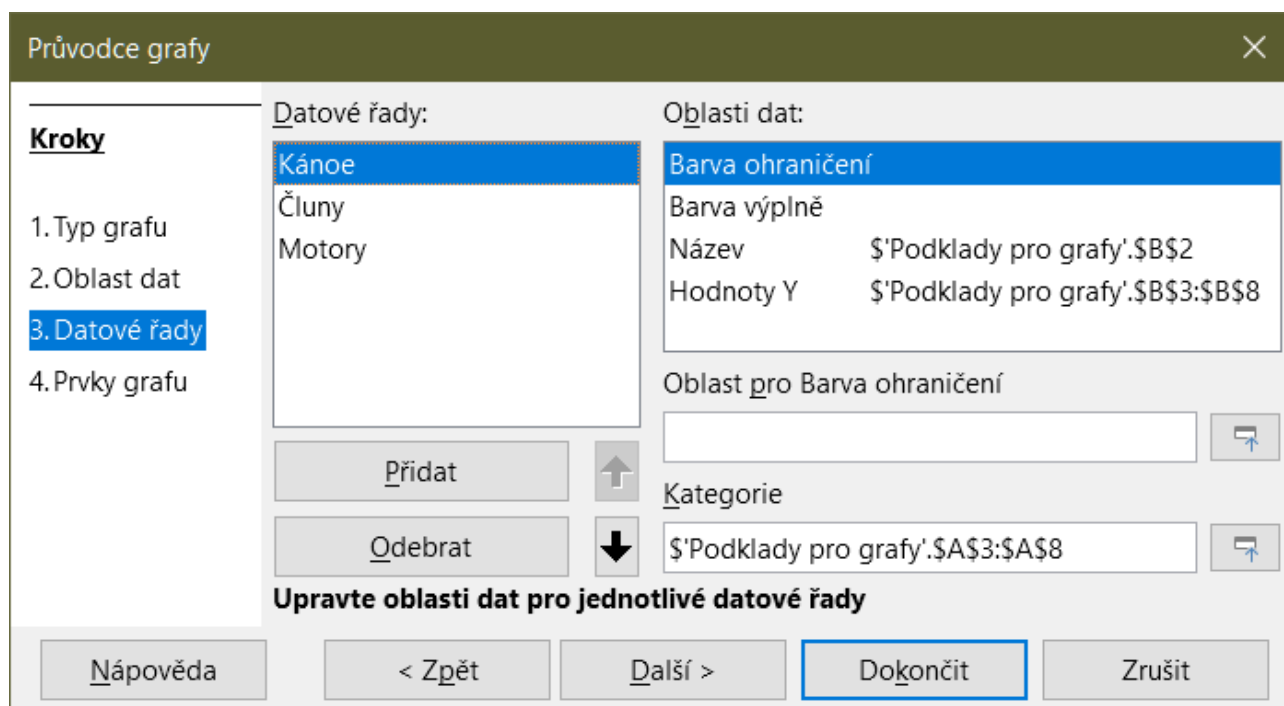 Průvodce grafy
Kroky
1. Typ grafu
2. Oblast dat
3. Datové řady
4. Prvky grafu
Datové řady:
Kánoe
Čluny
Motory
Přidat
Odebrat
Oblasti dat:
Barva ohraničení
Barva výplně
Název $'Podklady pro grafy'.$B$2
Hodnoty Y $'Podklady pro grafy'.$B$3:$B$8
Oblast pro Barva ohraničení
Kategorie
$'Podklady pro grafy'.$A$3:$A$8
Upravte oblasti dat pro jednotlivé datové řady
Nápověda
< Zpět
Další >
Dokončit
Zrušit